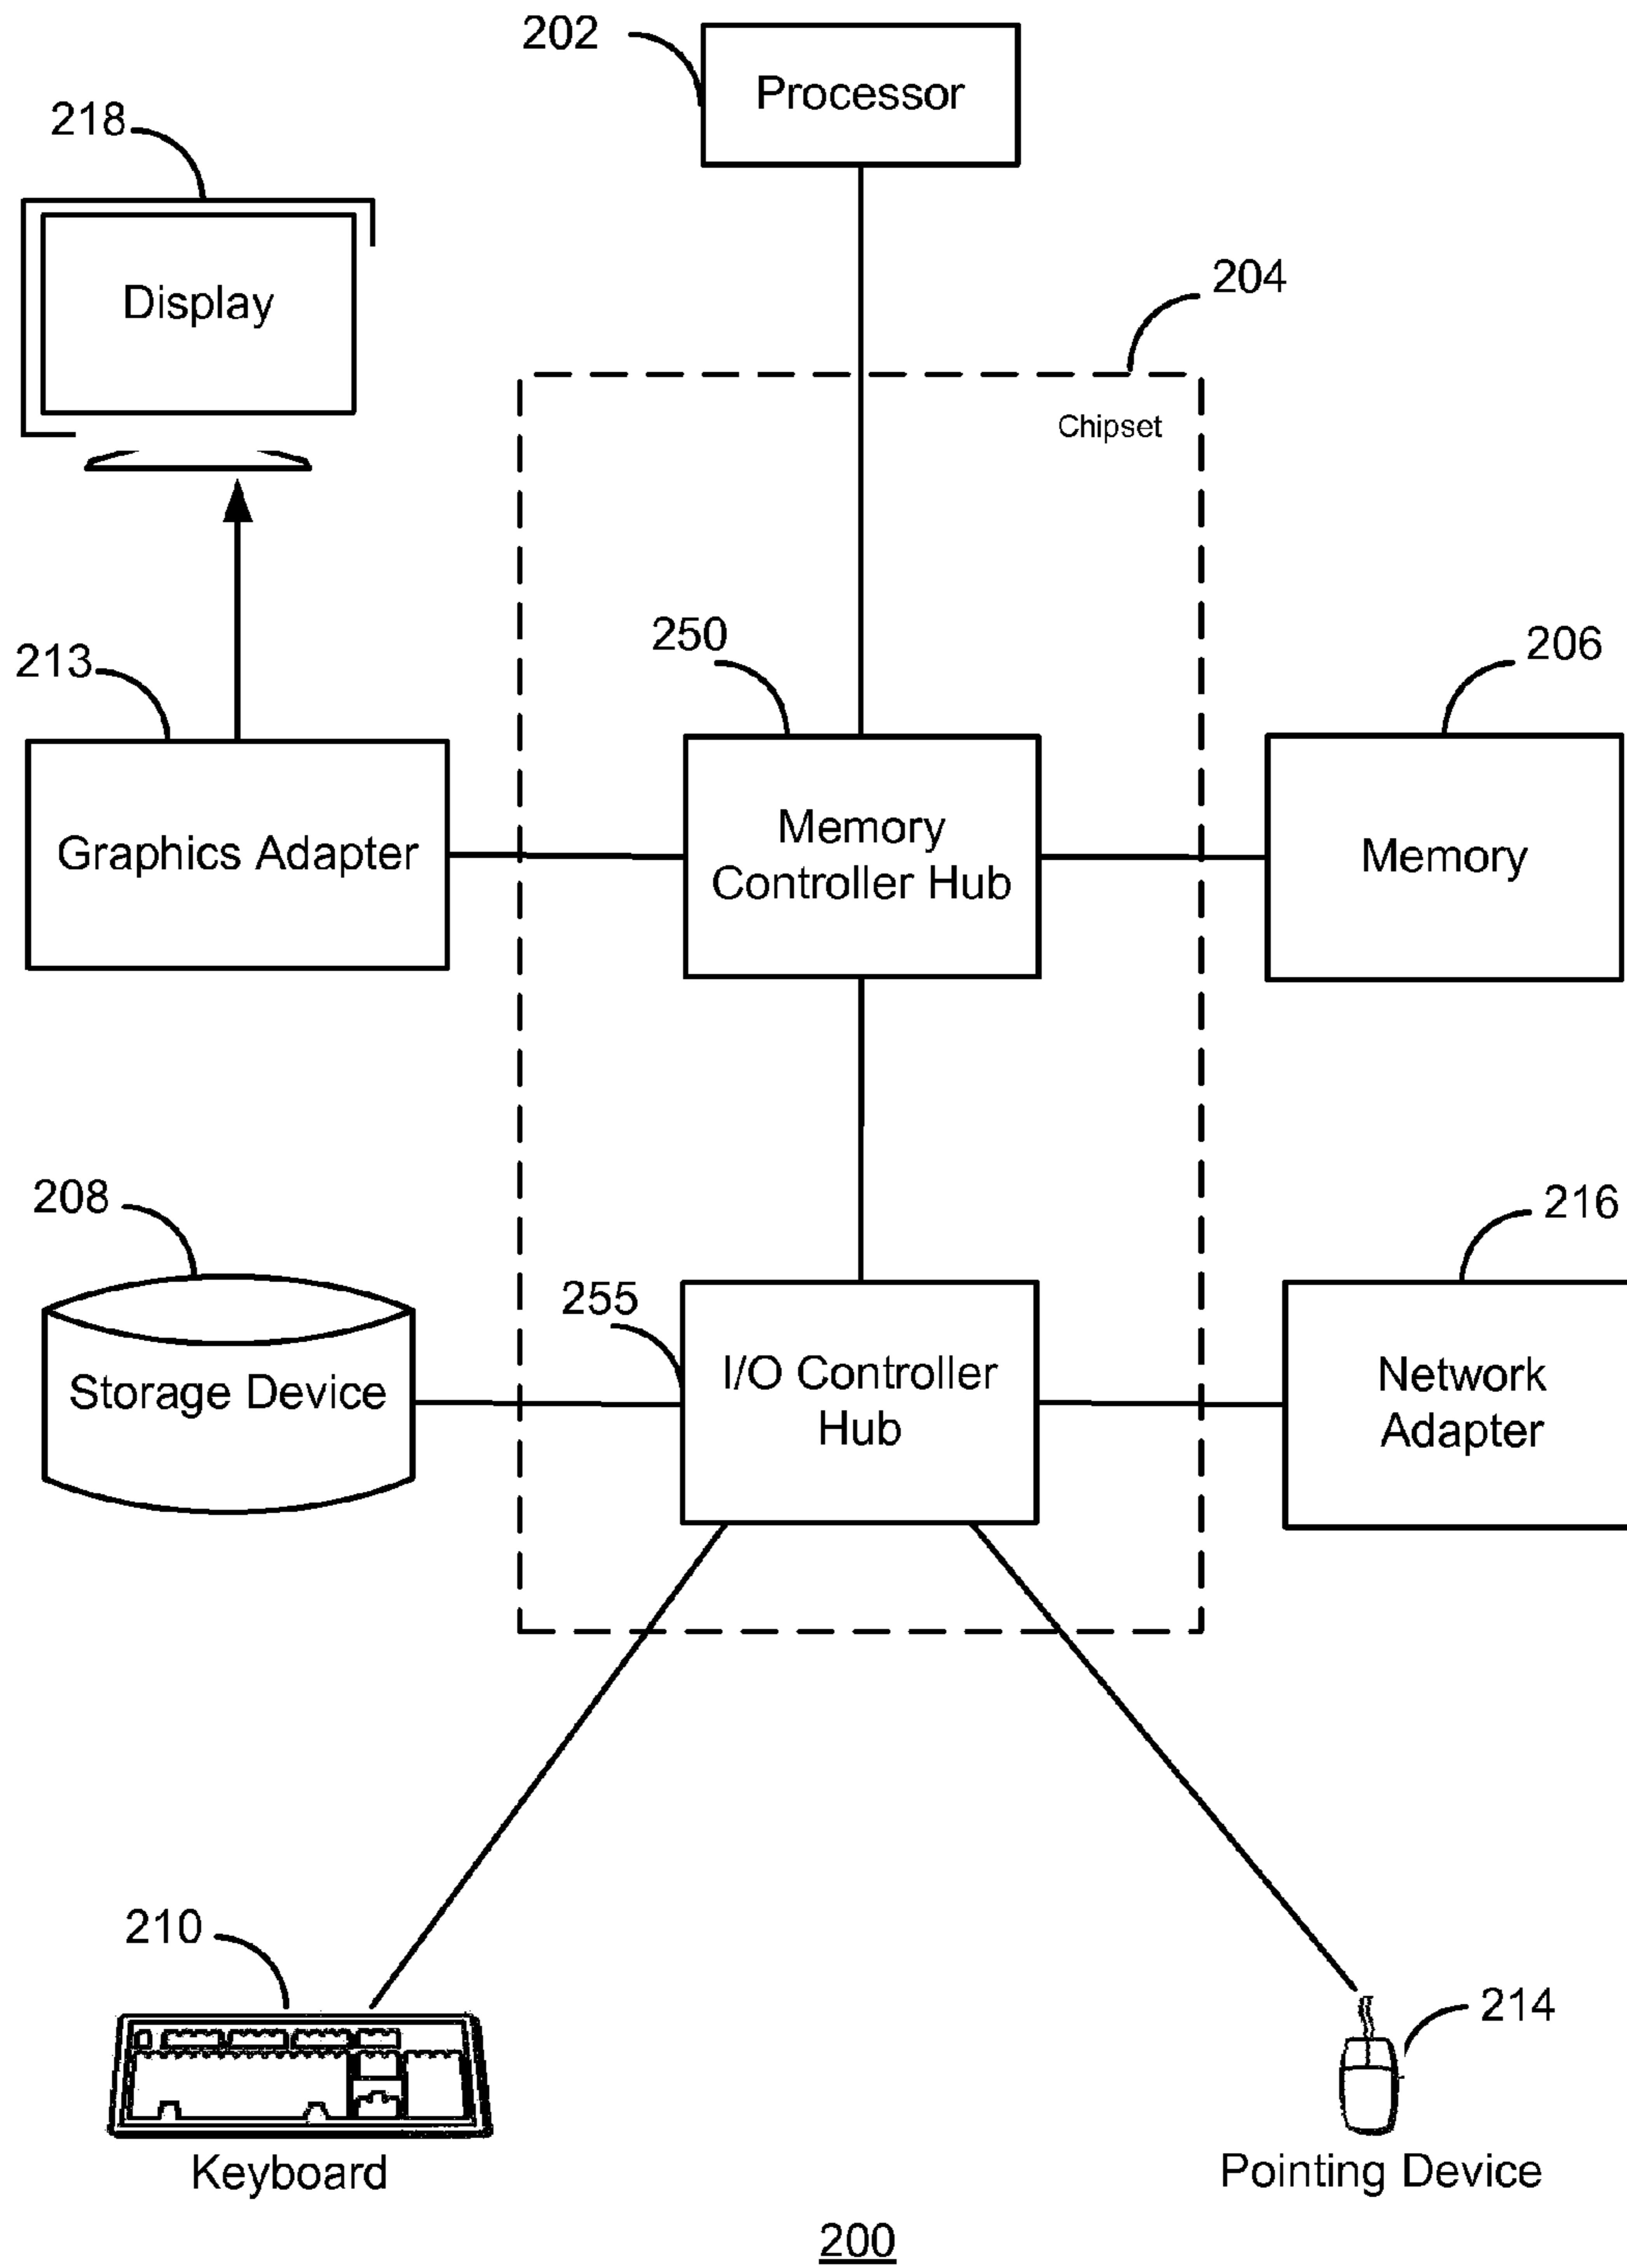 202
Processor
218
Display
204
Chipset
250
213
206
Memory
Controller Hub
Graphics Adapter
Memory
208
216
255
I/O Controller
Hub
Storage Device
Network
Adapter
210
214
Keyboard
Pointing Device
200